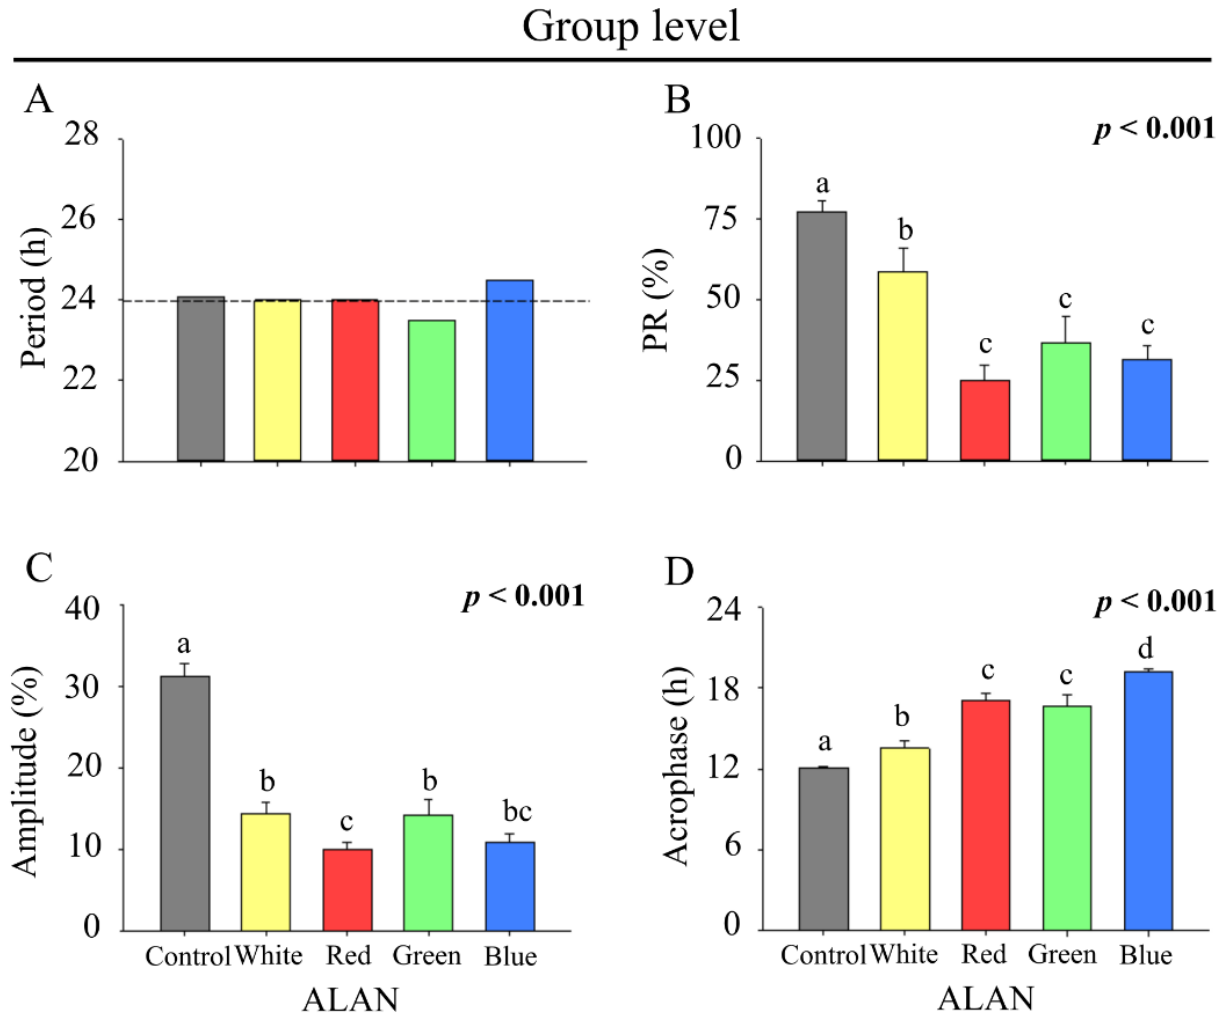 Group level
A
28
26
24
22
20
Period (h)
B
p < 0.001
100
75
50
25
0
PR (%)
a
b
c
c
c
C
p < 0.001
40
30
20
10
0
Amplitude (%)
a
b
c
b
bc
Control White Red Green Blue
ALAN
D
p < 0.001
24
18
12
6
0
Acrophase (h)
a
b
c
c
d
Control White Red Green Blue
ALAN